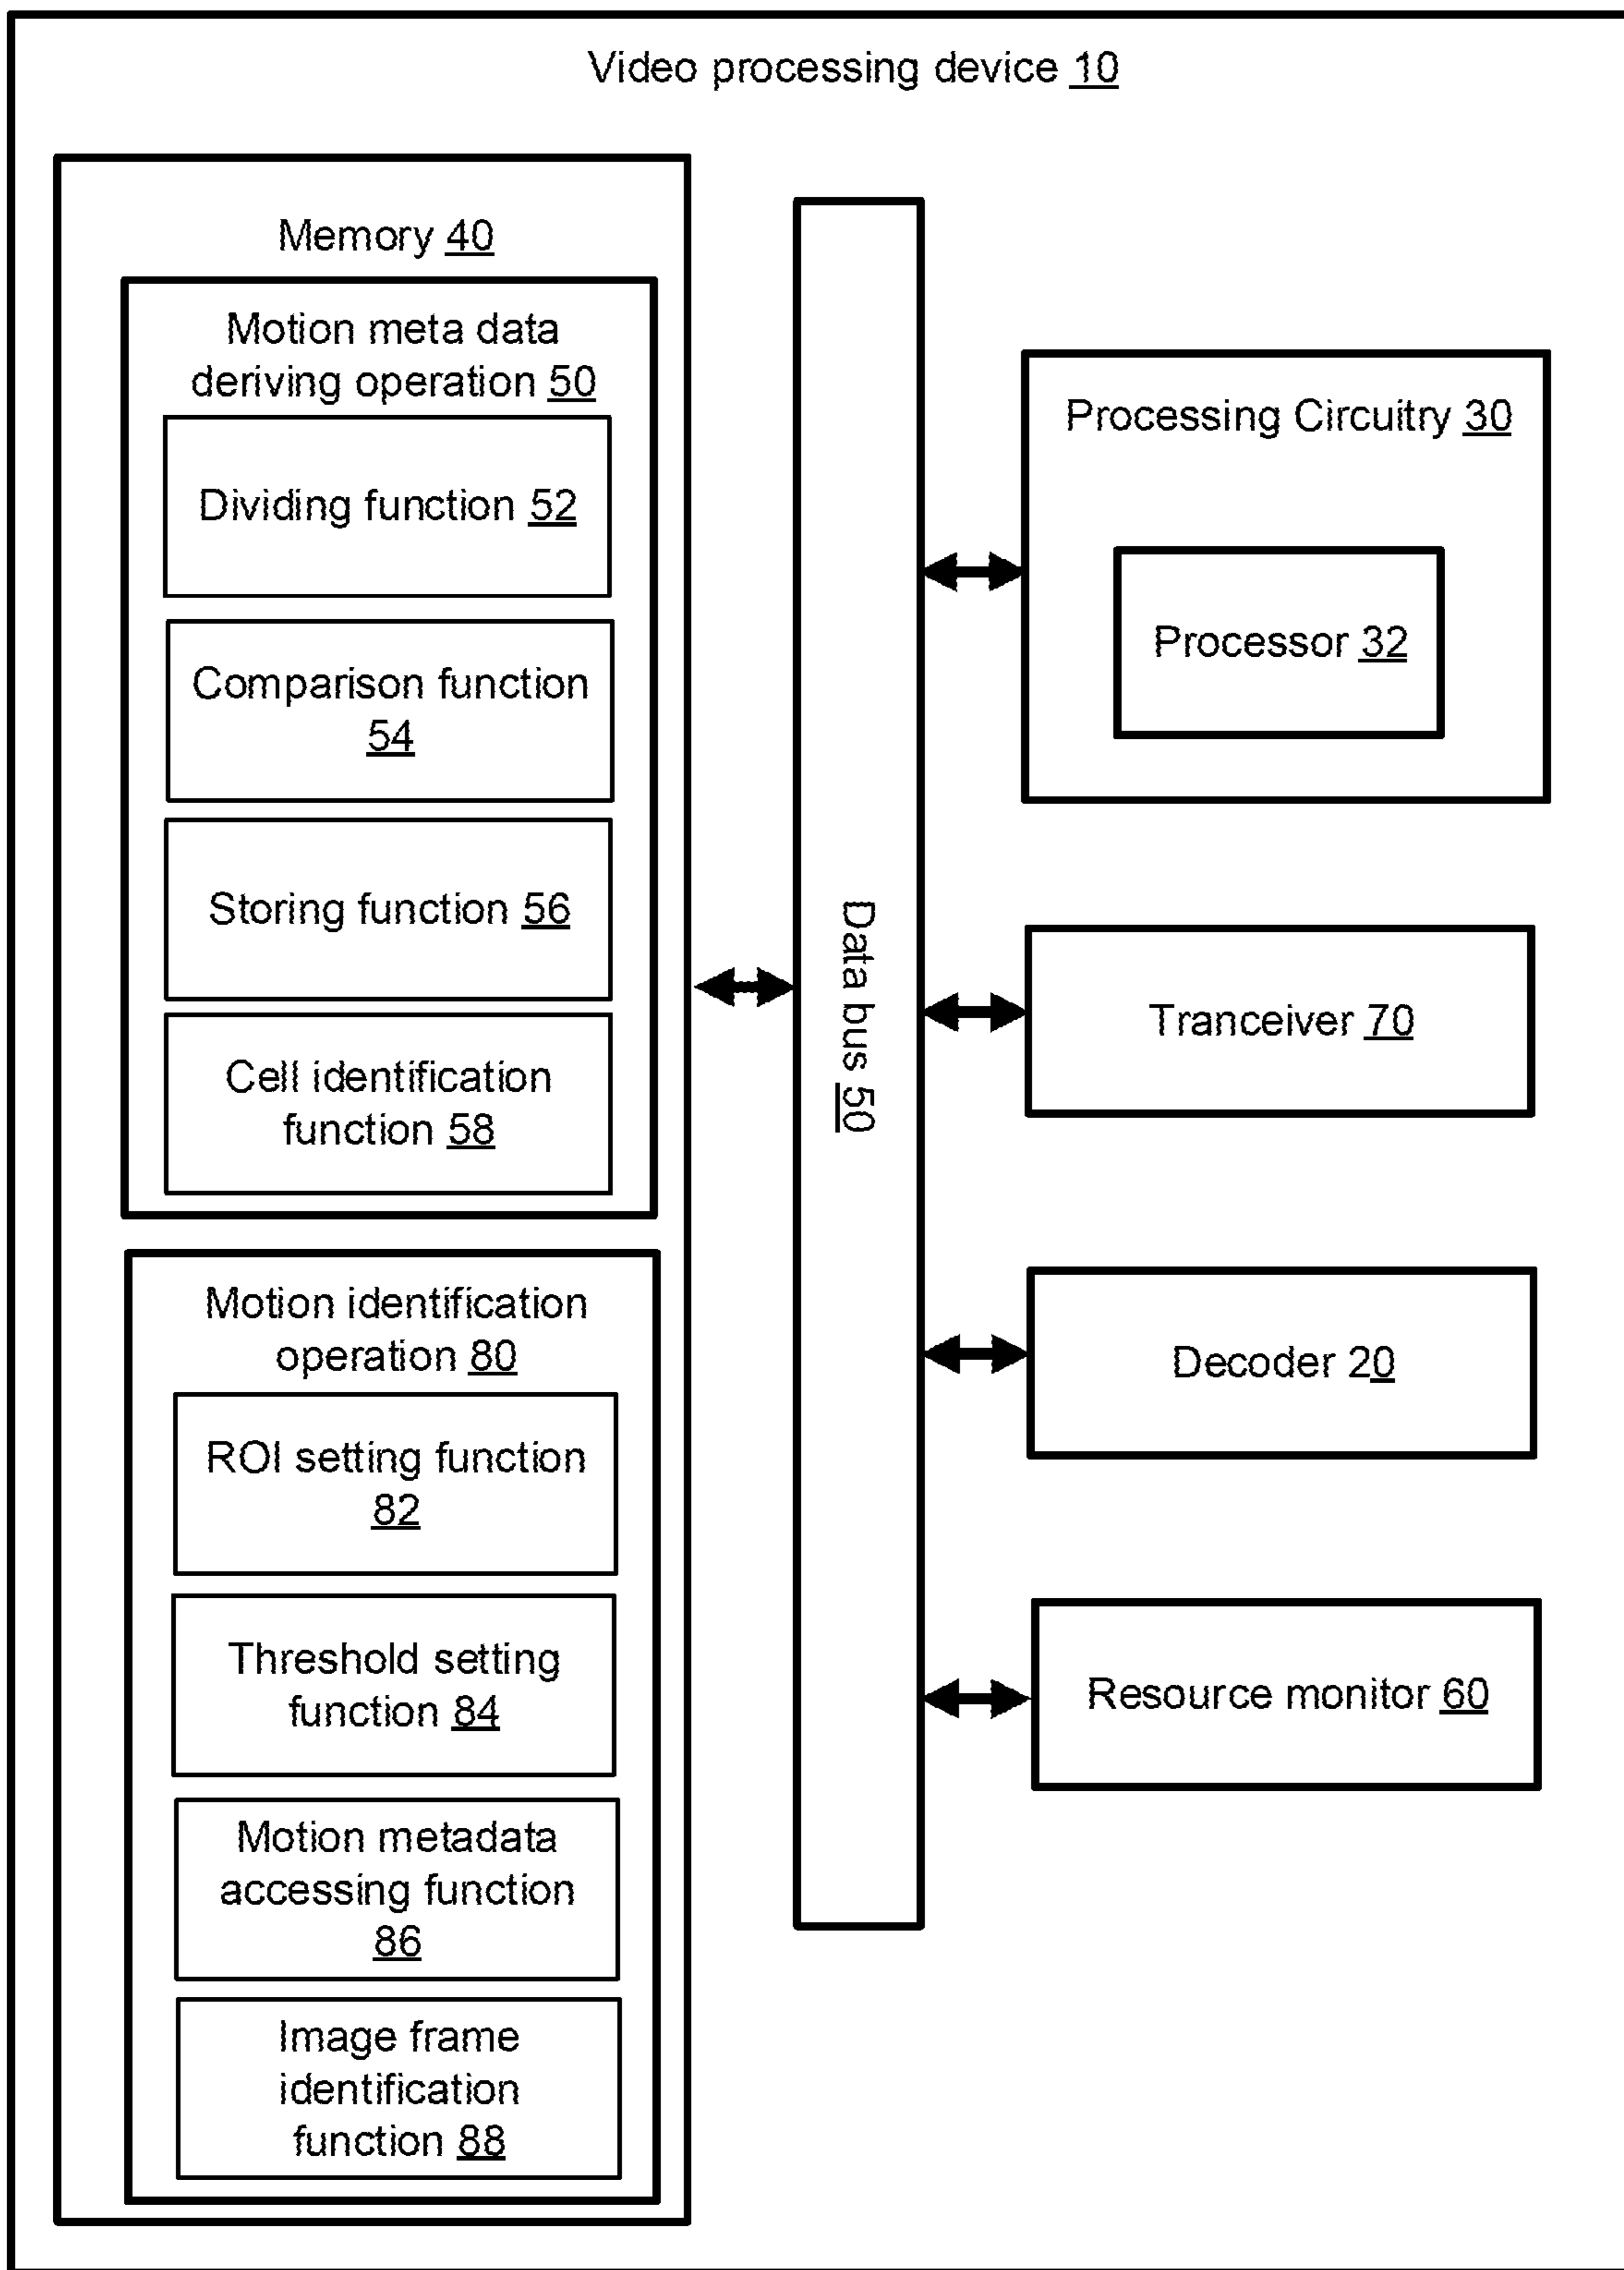 Video processing device 10
Memory 40
Motion meta data
deriving operation 50
Dividing function 52
Comparison function
54
Storing function 56
Cell identification
function 58
Motion identification
operation 80
ROI setting function
82
Threshold setting
function 84
Motion metadata
accessing function
86
Image frame
identification
function 88
Data bus 50
Processing Circuitry 30
Processor 32
Tranceiver 70
Decoder 20
Resource monitor 60